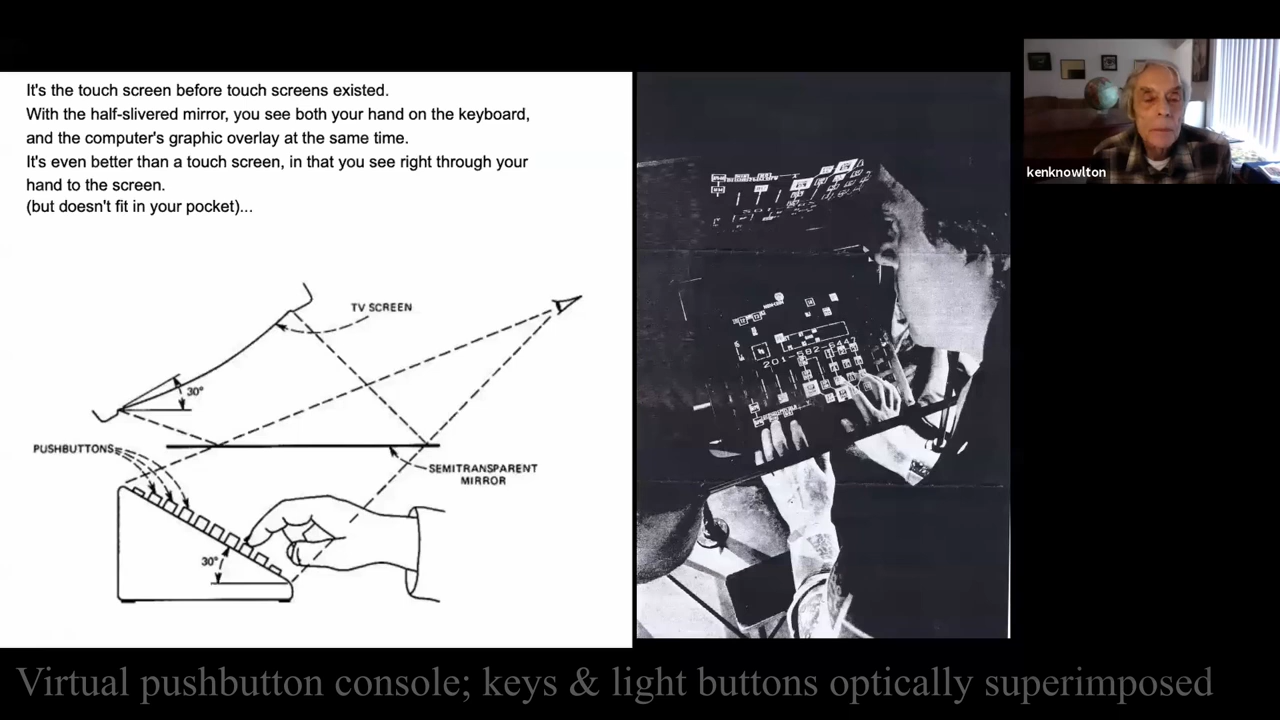 It's the touch screen before touch screens existed.
With the half-slivered mirror, you see both your hand on the keyboard,
and the computer's graphic overlay at the same time.
It's even better than a touch screen, in that you see right through your
hand to the screen.
(but doesn't fit in your pocket)...
TV SCREEN
30°
PUSHBUTTONS
SEMITRANSPARENT
MIRROR
30°
201-582-6447
kenknowlton
Virtual pushbutton console; keys & light buttons optically superimposed